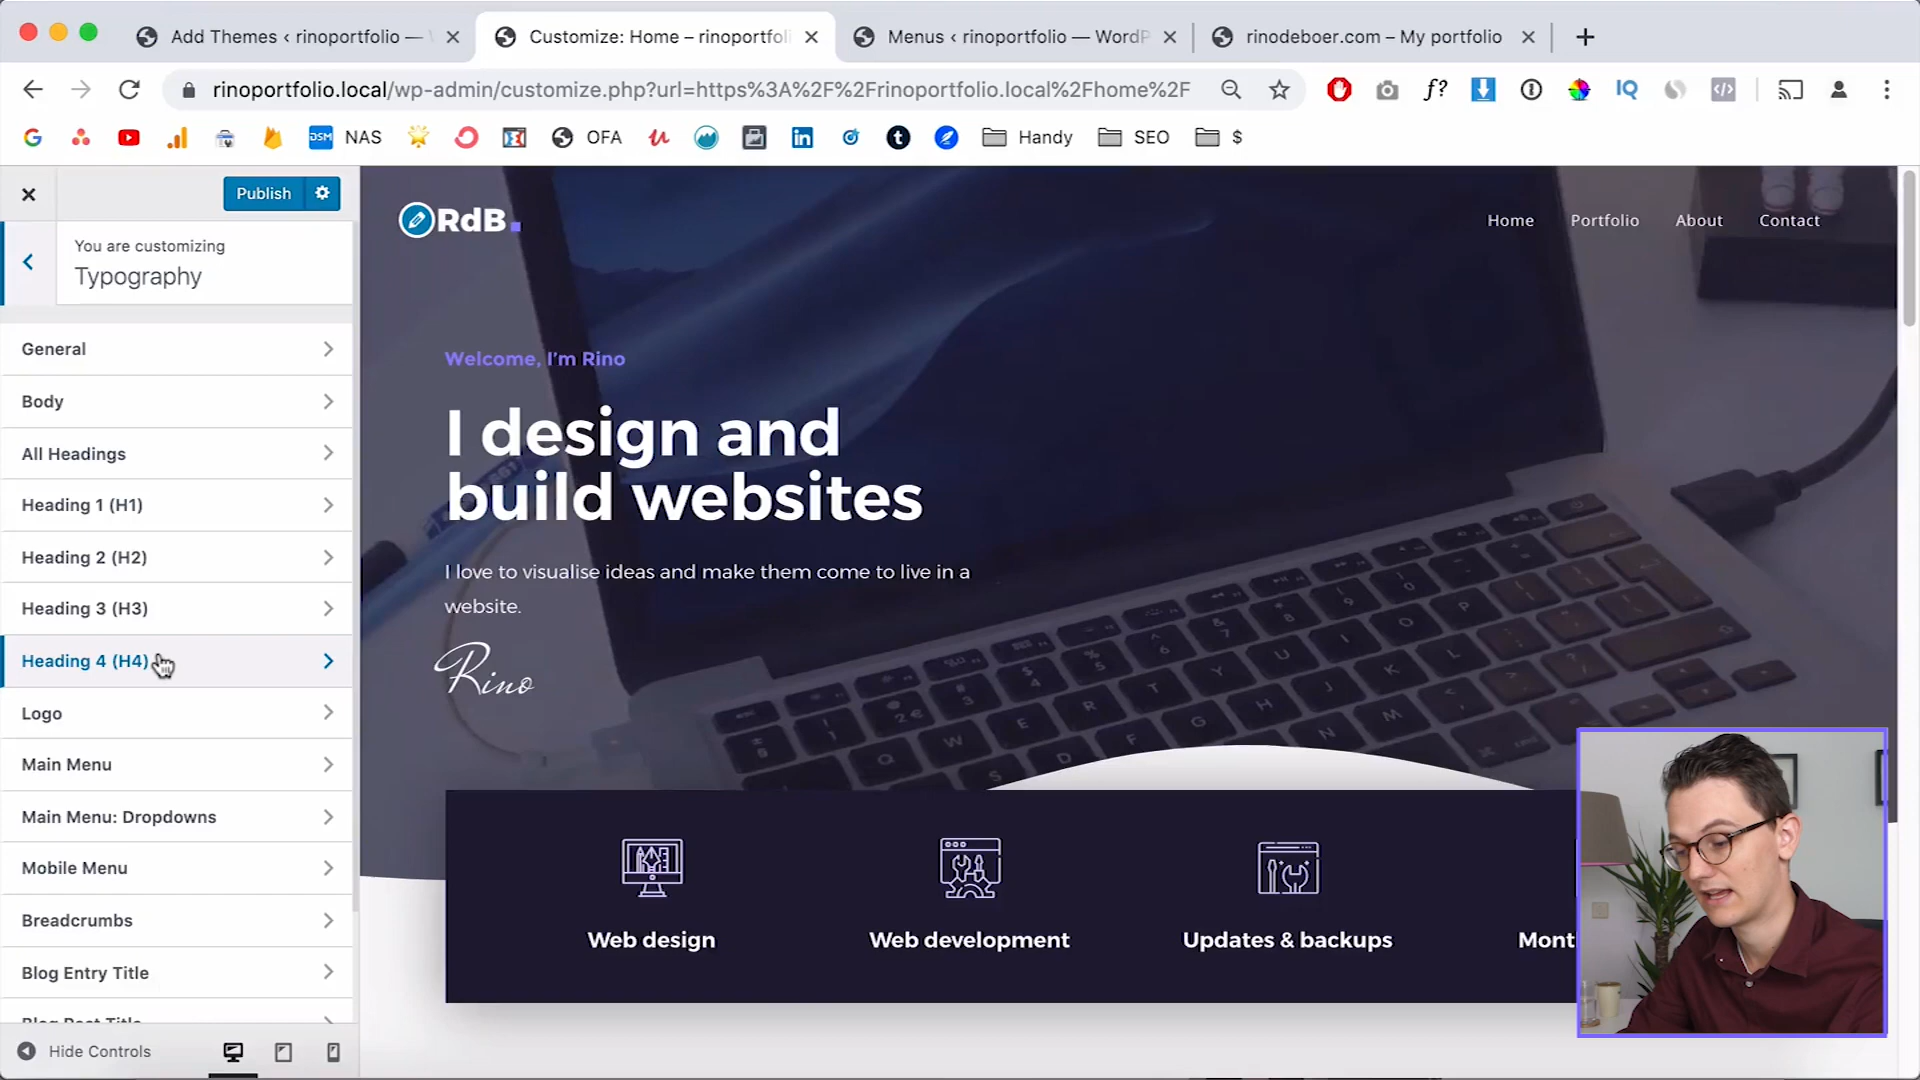 Add Themes ‹ rinoportfolio —
Customize: Home – rinoportfoli
Menus ‹ rinoportfolio — WordP
rinodeboer.com – My portfolio
rinoportfolio.local/wp-admin/customize.php?url=https%3A%2F%2Frinoportfolio.local%2Fhome%2F
f?
IQ
DSM NAS
OFA
Handy
SEO
$
Publish
You are customizing
Typography
General
Body
All Headings
Heading 1 (H1)
Heading 2 (H2)
Heading 3 (H3)
Heading 4 (H4)
Logo
Main Menu
Main Menu: Dropdowns
Mobile Menu
Breadcrumbs
Blog Entry Title
Blog Post Title
Hide Controls
RdB.
Home
Portfolio
About
Contact
Welcome, I'm Rino
I design and
build websites
I love to visualise ideas and make them come to live in a
website.
Rino
Web design
Web development
Updates & backups
Mont